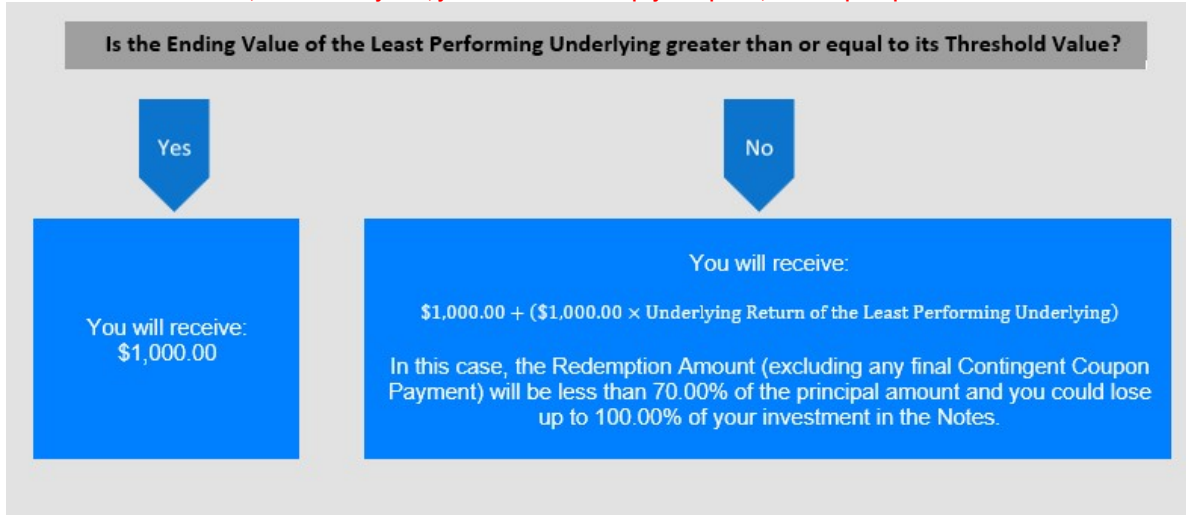 Is the Ending Value of the Least Performing Underlying greater than or equal to its Threshold Value?
Yes
No
You will receive:
$1,000.00
You will receive:
$1,000.00 + ($1,000.00 × Underlying Return of the Least Performing Underlying)
In this case, the Redemption Amount (excluding any final Contingent Coupon
Payment) will be less than 70.00% of the principal amount and you could lose
up to 100.00% of your investment in the Notes.